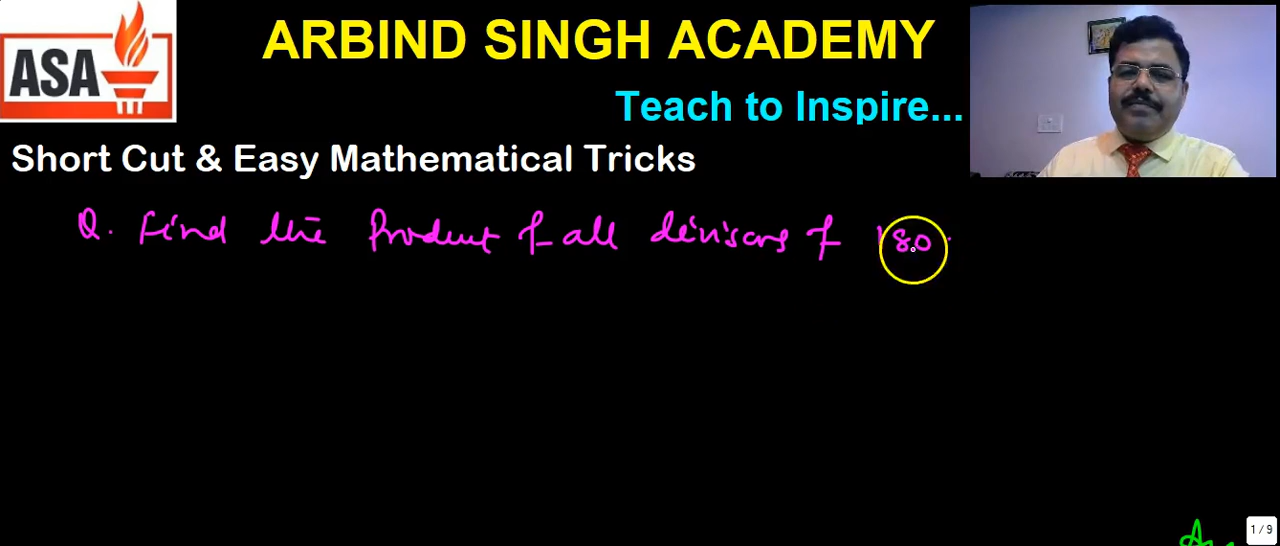 ARBIND SINGH ACADEMY
ASA
Teach to Inspire...
Short Cut & Easy Mathematical Tricks
Q. Find the Product of all divisors of 180.
1 / 9